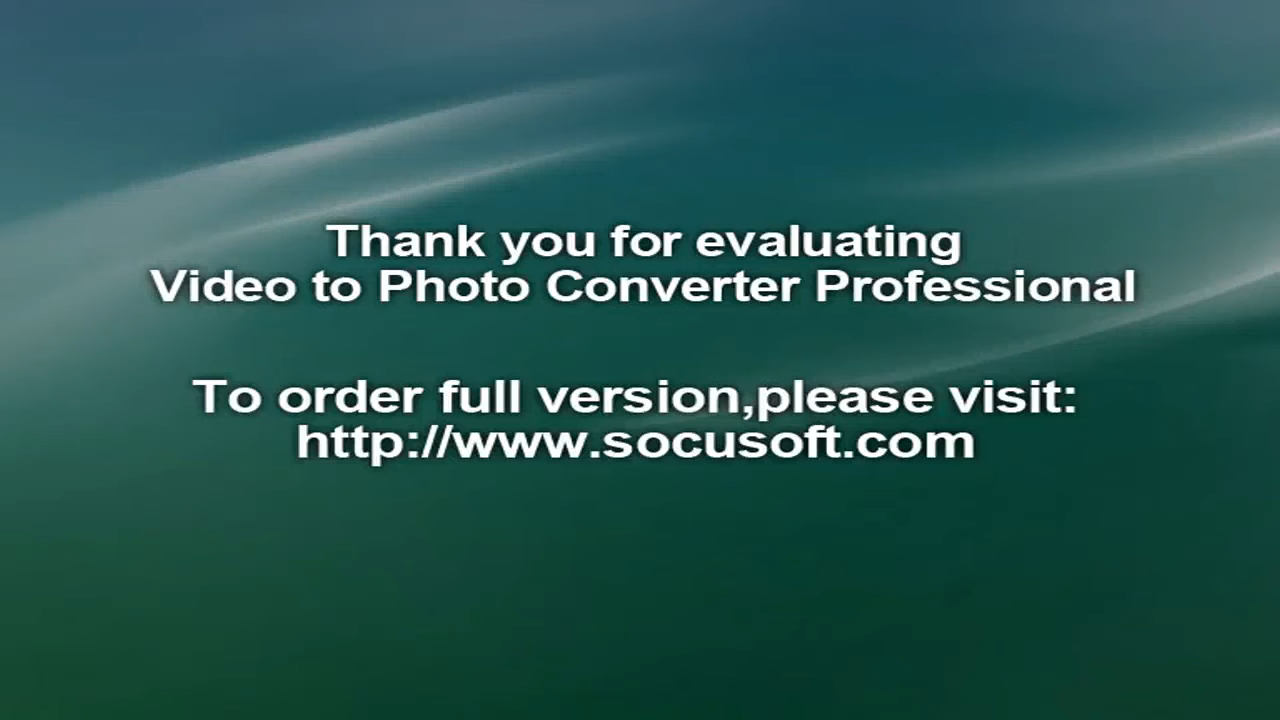 Thank you for evaluating
Video to Photo Converter Professional
To order full version,please visit:
http://www.socusoft.com